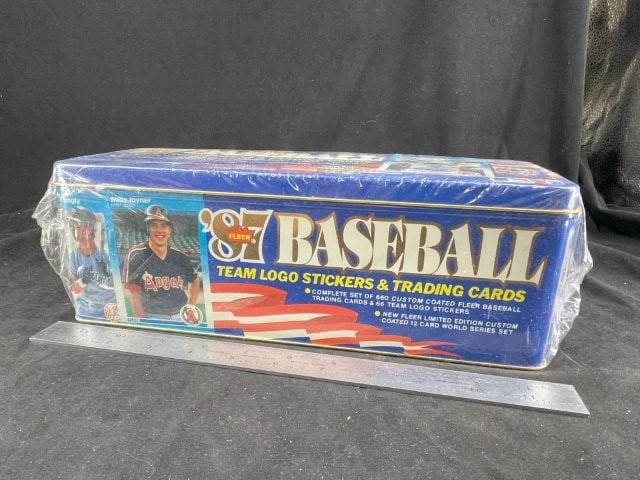 ngly
Wally Joyner
'87 BASEBALL
FLEER
TEAM LOGO STICKERS & TRADING CARDS
● COMPLETE SET OF 660 CUSTOM COATED FLEER BASEBALL
TRADING CARDS & 66 TEAM LOGO STICKERS
● NEW FLEER LIMITED EDITION CUSTOM
COATED 12 CARD WORLD SERIES SET
Angels